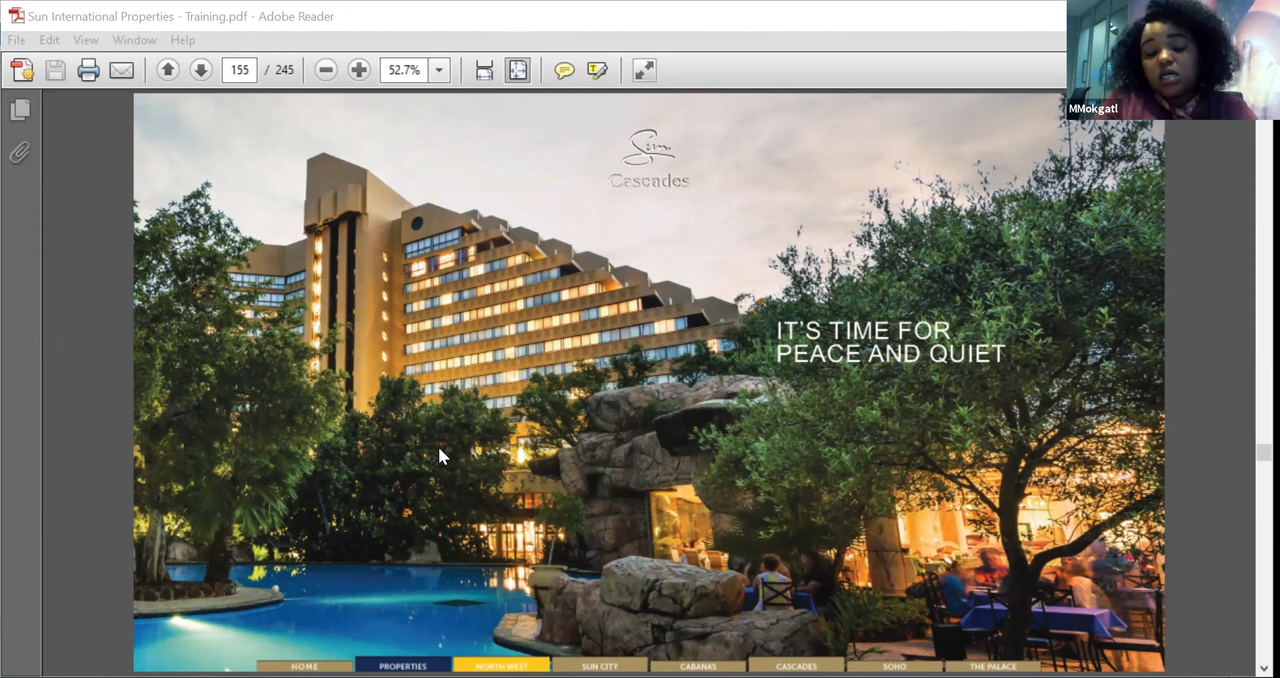 Sun International Properties - Training.pdf - Adobe Reader
File Edit View Window Help
155 / 245 52.7%
MMokgatl
Sun
Cascades
IT'S TIME FOR
PEACE AND QUIET
HOME PROPERTIES NORTH WEST SUN CITY CABANAS CASCADES SOHO THE PALACE